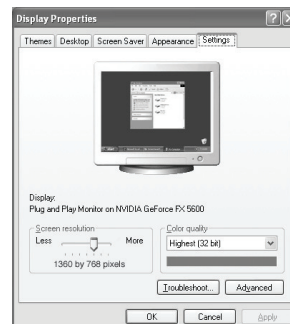 Display Properties
Themes Desktop Screen Saver Appearance Settings
Display:
Plug and Play Monitor on NVIDIA GeForce FX 5600
Screen resolution
Less More
1360 by 768 pixels
Color quality
Highest (32 bit)
Troubleshoot... Advanced
OK Cancel Apply